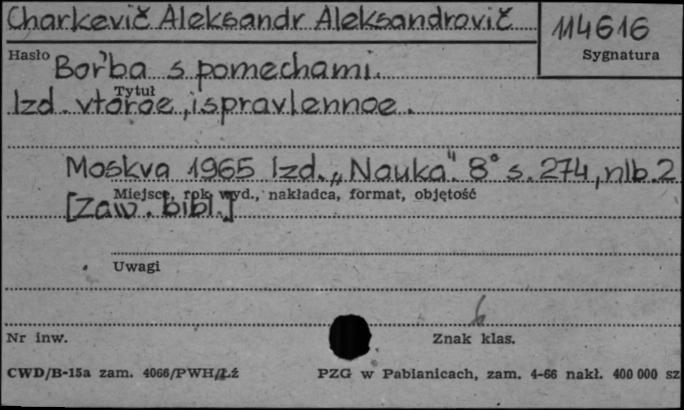 Charkevič Aleksandr Aleksandrovič
114616
Hasło
Sygnatura
Bor'ba s pomechami.
Tytuł
Izd. vtoroe, ispravlennoe.
Moskva 1965 Izd. „Nauka". 8° s. 274, nlb. 2
Miejsce, rok wyd., nakładca, format, objętość
[Zaw. bibl.]
Uwagi
6
Nr inw.
Znak klas.
CWD/B-15a zam. 4066/PWH/Łź
PZG w Pabianicach, zam. 4-66 nakł. 400 000 sz